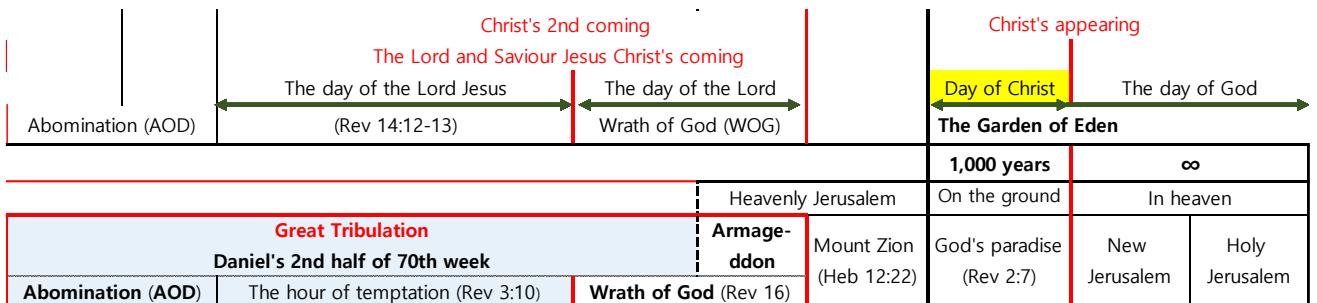 Christ's 2nd coming
Christ's appearing
The Lord and Saviour Jesus Christ's coming
The day of the Lord Jesus
The day of the Lord
Day of Christ
The day of God
Abomination (AOD)
(Rev 14:12-13)
Wrath of God (WOG)
The Garden of Eden
1,000 years
∞
Heavenly Jerusalem
On the ground
In heaven
Great Tribulation
Daniel's 2nd half of 70th week
Armage-
ddon
Mount Zion
(Heb 12:22)
God's paradise
(Rev 2:7)
New
Jerusalem
Holy
Jerusalem
Abomination (AOD)
The hour of temptation (Rev 3:10)
Wrath of God (Rev 16)